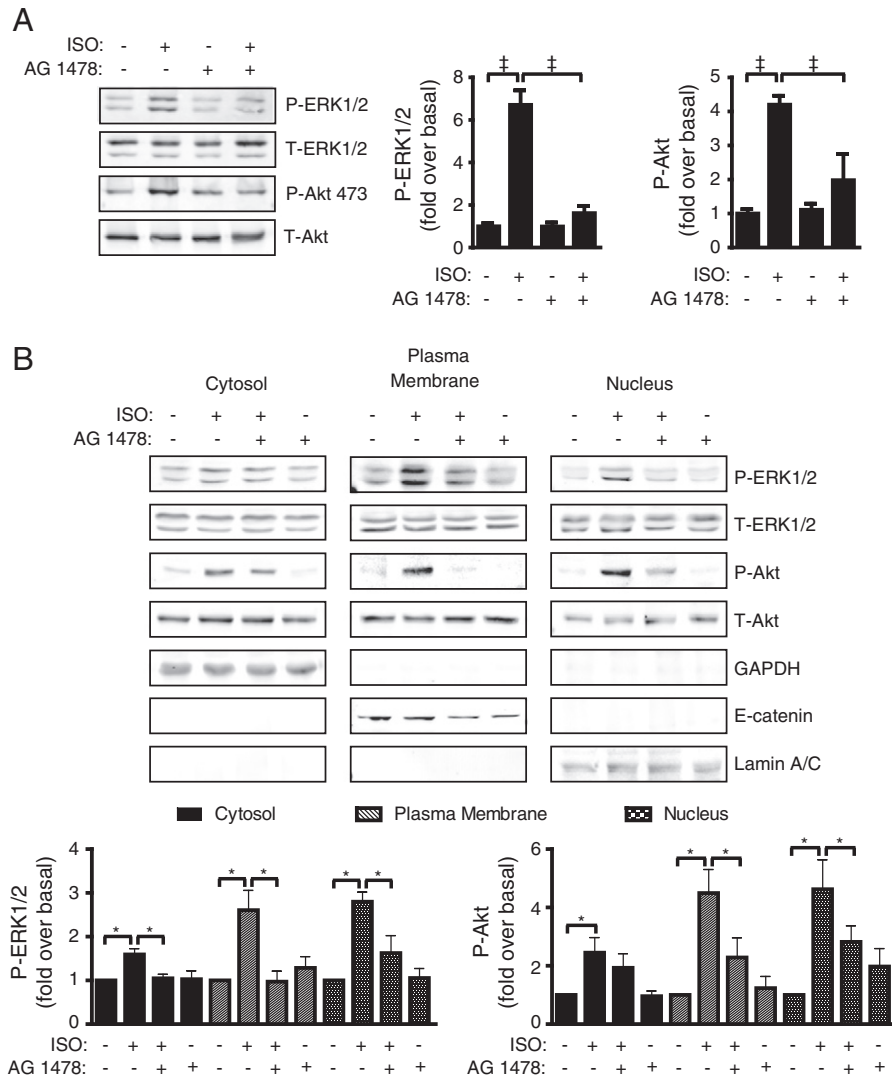 A
ISO: - + - +
AG 1478: - - + +
P-ERK1/2
T-ERK1/2
P-Akt 473
T-Akt
P-ERK1/2
(fold over basal)
8
6
4
2
0
‡ ‡
ISO: - + - +
AG 1478: - - + +
P-Akt
(fold over basal)
5
4
3
2
1
0
‡ ‡
ISO: - + - +
AG 1478: - - + +
B
Cytosol
Plasma
Membrane
Nucleus
ISO: - + + - - + + - - + + -
AG 1478: - - + + - - + + - - + +
P-ERK1/2
T-ERK1/2
P-Akt
T-Akt
GAPDH
E-catenin
Lamin A/C
Cytosol Plasma Membrane Nucleus
P-ERK1/2
(fold over basal)
4
3
2
1
0
* * * * * *
ISO: - + + - - + + - - + + -
AG 1478: - - + + - - + + - - + +
P-Akt
(fold over basal)
6
4
2
0
* * * * *
ISO: - + + - - + + - - + + -
AG 1478: - - + + - - + + - - + +